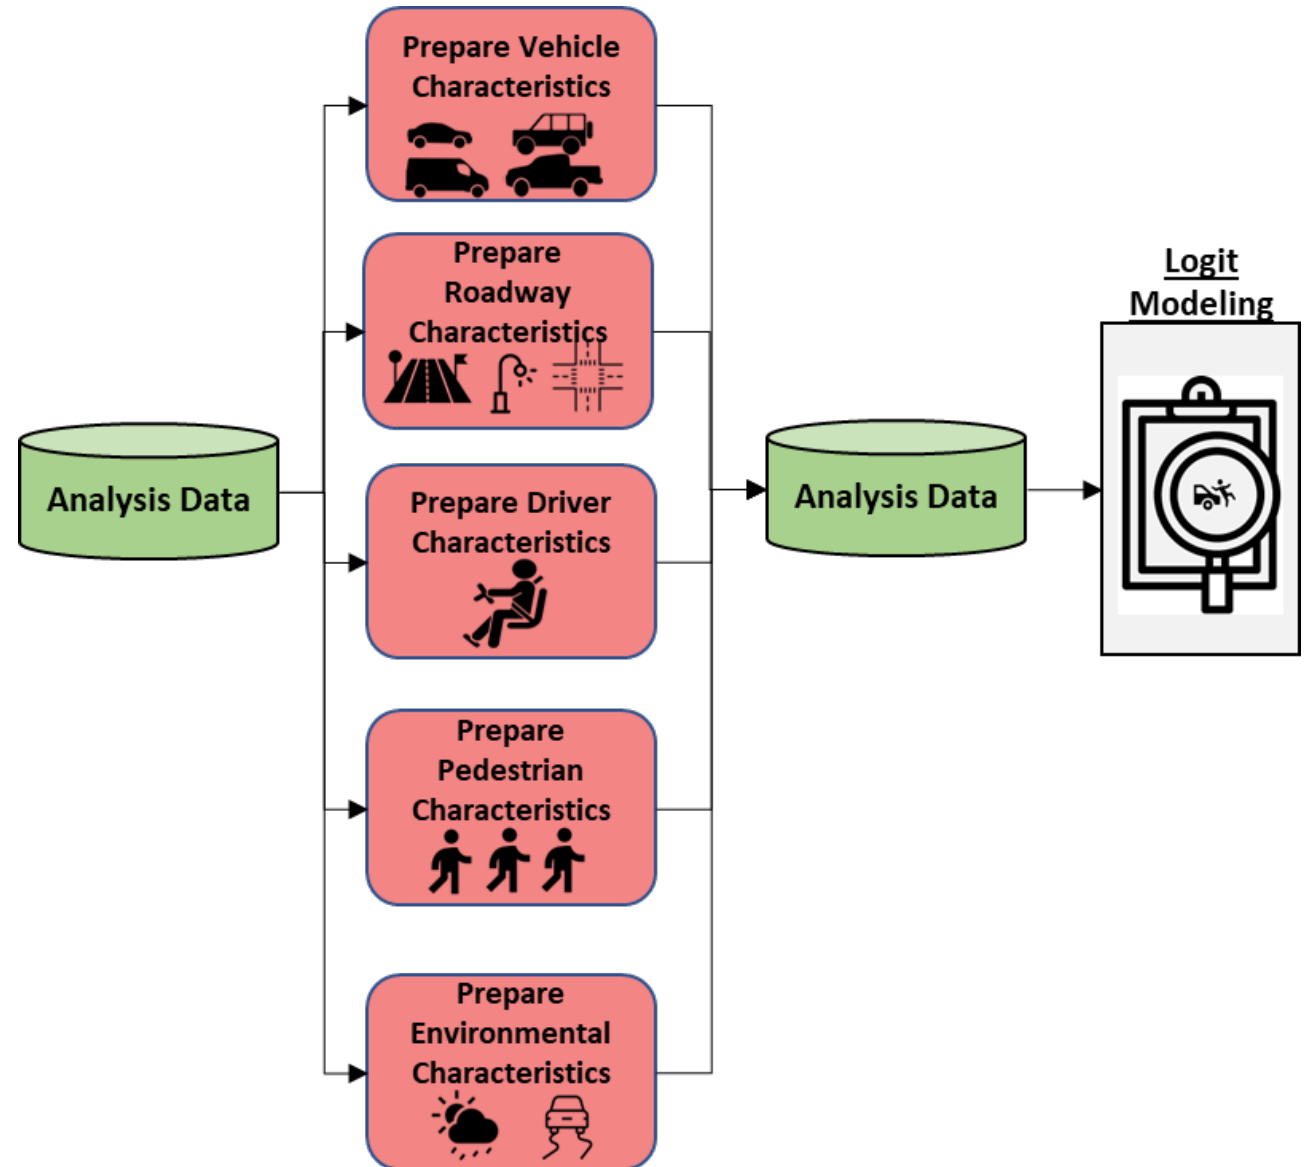 Prepare Vehicle
Characteristics
Prepare
Roadway
Characteristics
Logit
Modeling
Analysis Data
Prepare Driver
Characteristics
Analysis Data
Prepare
Pedestrian
Characteristics
Prepare
Environmental
Characteristics